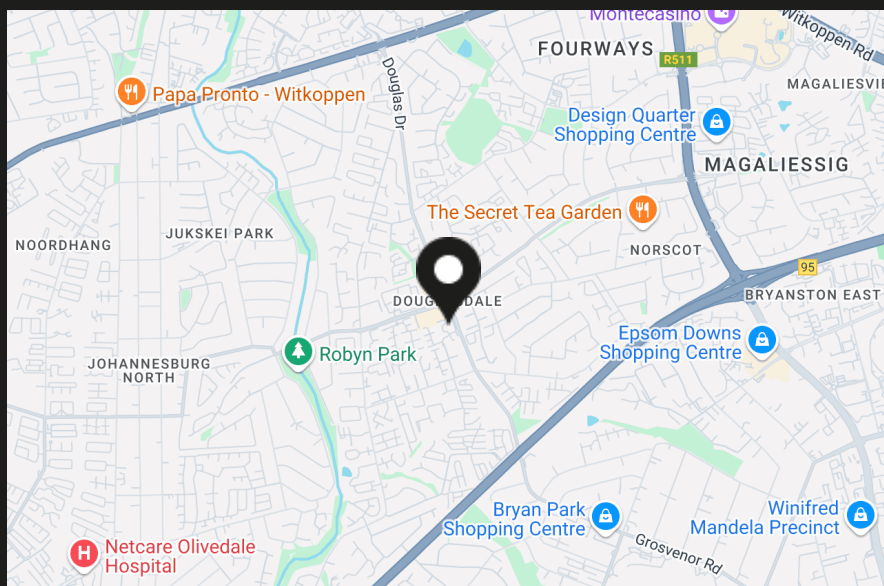 Montecasino
Witkoppen Rd
FOURWAYS
R511
Douglas Dr
MAGALIESVIE
Papa Pronto - Witkoppen
Design Quarter
Shopping Centre
MAGALIESSIG
The Secret Tea Garden
JUKSKEI PARK
NOORDHANG
NORSCOT
95
BRYANSTON EAST
DOUG
DALE
Epsom Downs
Shopping Centre
Robyn Park
JOHANNESBURG
NORTH
Bryan Park
Shopping Centre
Winifred
Mandela Precinct
Grosvenor Rd
H
Netcare Olivedale
Hospital